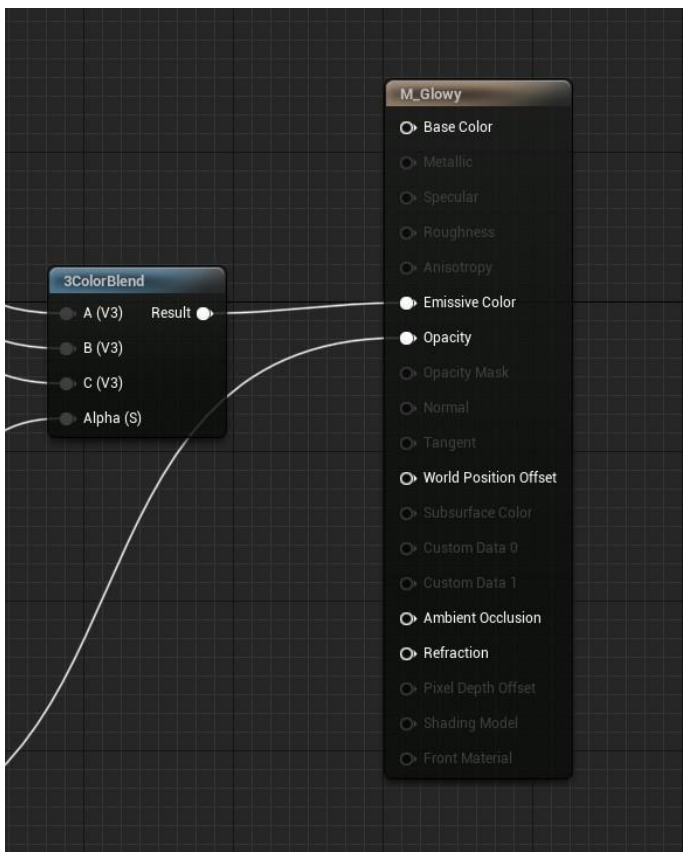 M_Glowy
Base Color
Metallic
Specular
Roughness
Anisotropy
3ColorBlend
A (V3) Result
B (V3)
C (V3)
Alpha (S)
Emissive Color
Opacity
Opacity Mask
Normal
Tangent
World Position Offset
Subsurface Color
Custom Data 0
Custom Data 1
Ambient Occlusion
Refraction
Pixel Depth Offset
Shading Model
Front Material